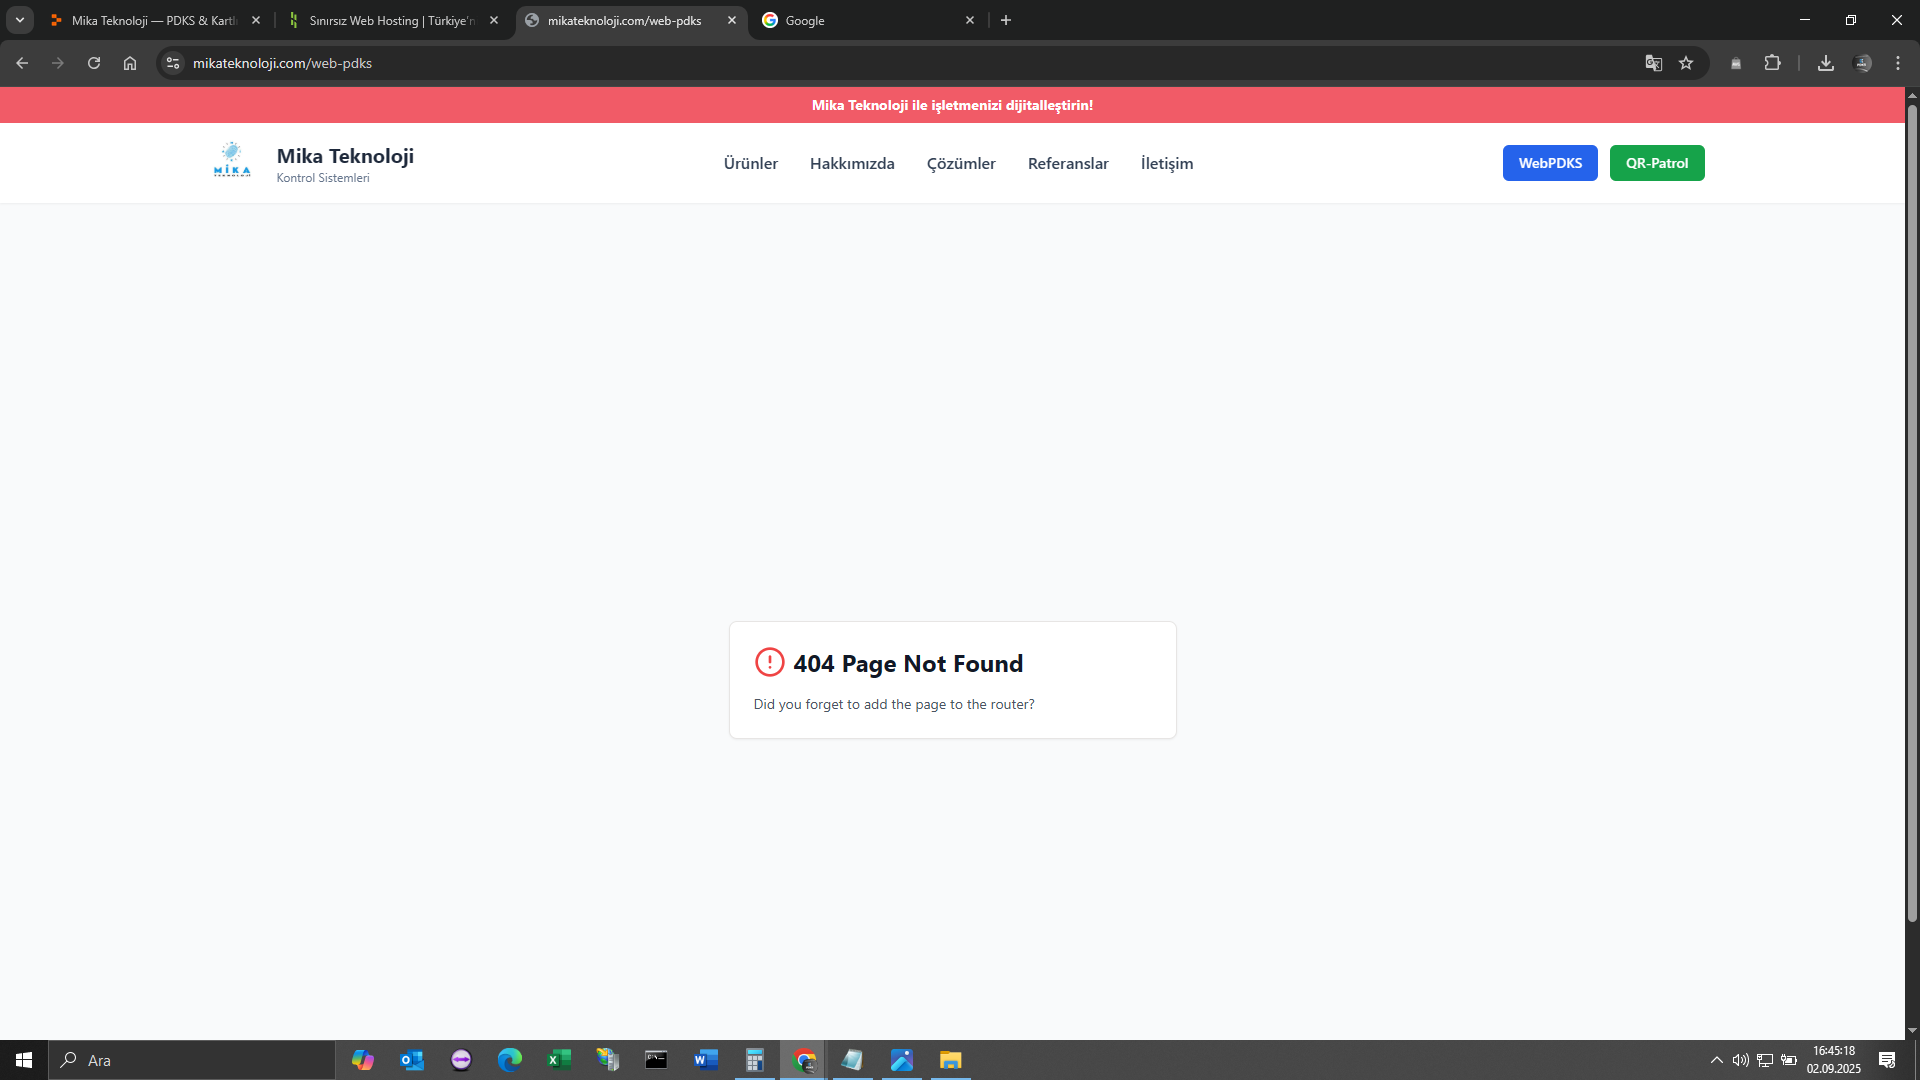 Mika Teknoloji — PDKS & Kartl
Sınırsız Web Hosting | Türkiye'n
mikateknoloji.com/web-pdks
Google
mikateknoloji.com/web-pdks
Mika Teknoloji ile işletmenizi dijitalleştirin!
MİKA
Mika Teknoloji
Kontrol Sistemleri
Ürünler
Hakkımızda
Çözümler
Referanslar
İletişim
WebPDKS
QR-Patrol
404 Page Not Found
Did you forget to add the page to the router?
Ara
16:45:18
02.09.2025